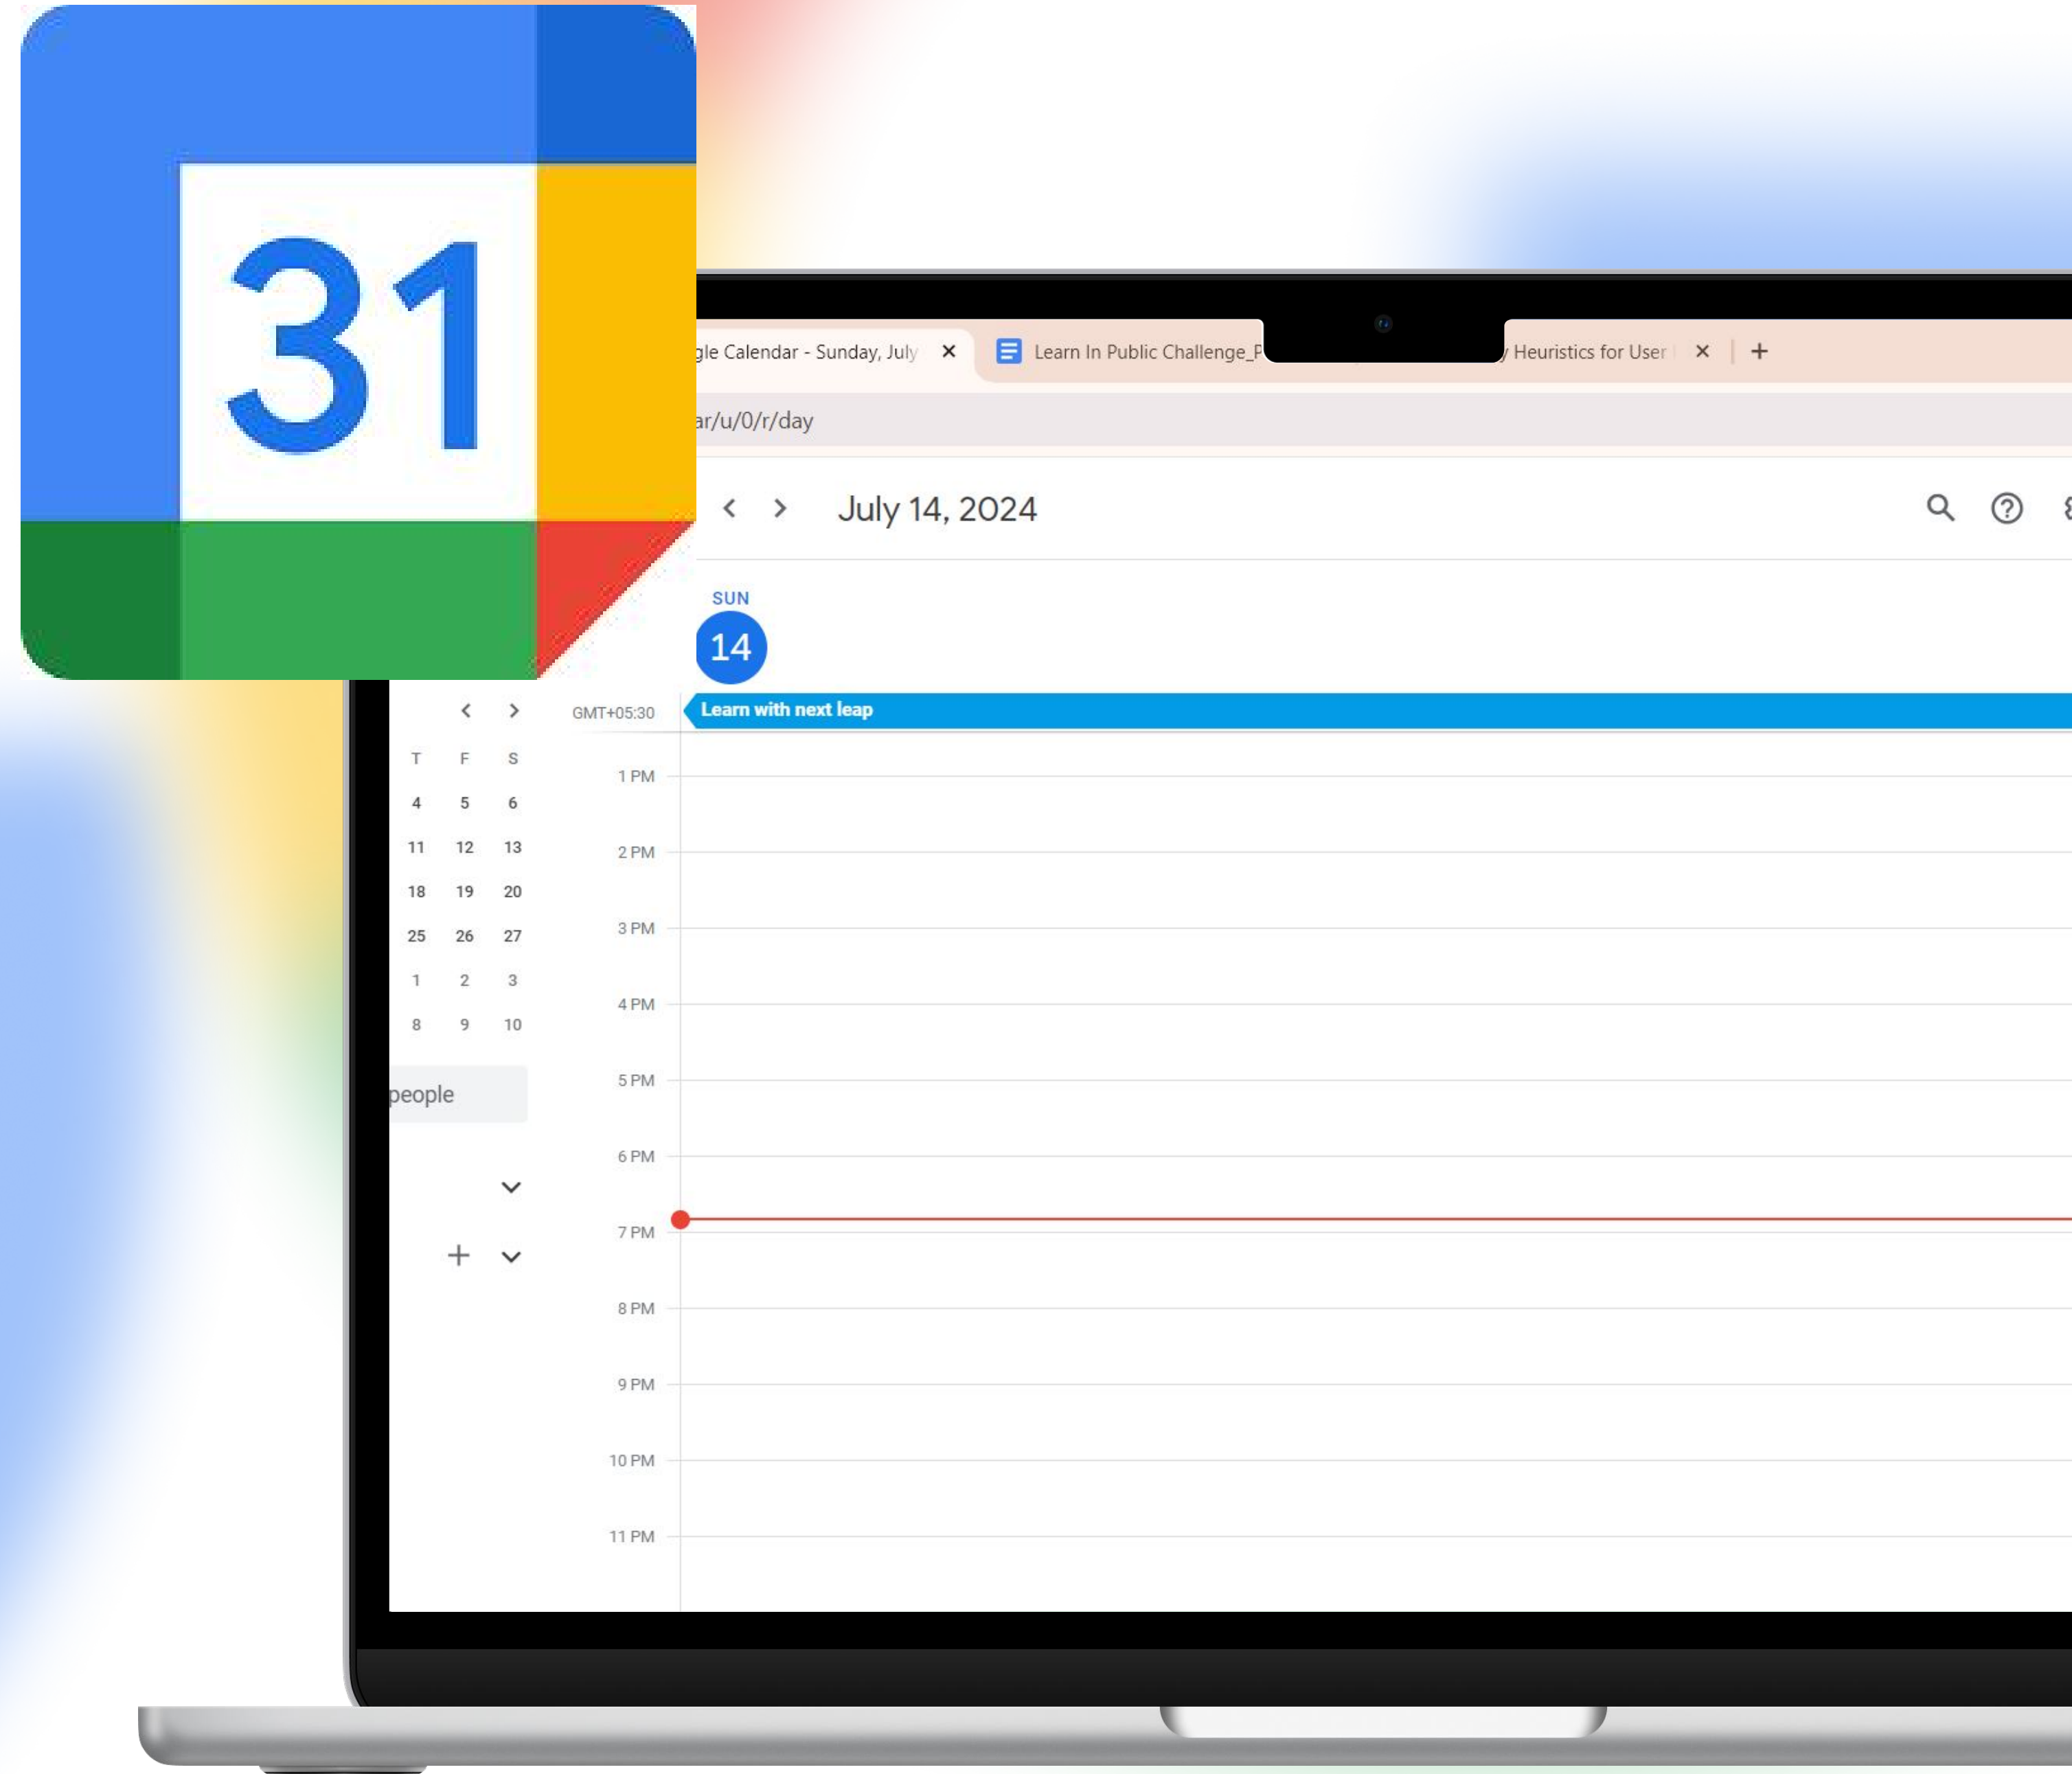 31
gle Calendar - Sunday, July
Learn In Public Challenge_P
Heuristics for User
ar/u/0/r/day
July 14, 2024
SUN
14
GMT+05:30
Learn with next leap
T F S
4 5 6
11 12 13
18 19 20
25 26 27
1 2 3
8 9 10
people
1 PM
2 PM
3 PM
4 PM
5 PM
6 PM
7 PM
8 PM
9 PM
10 PM
11 PM